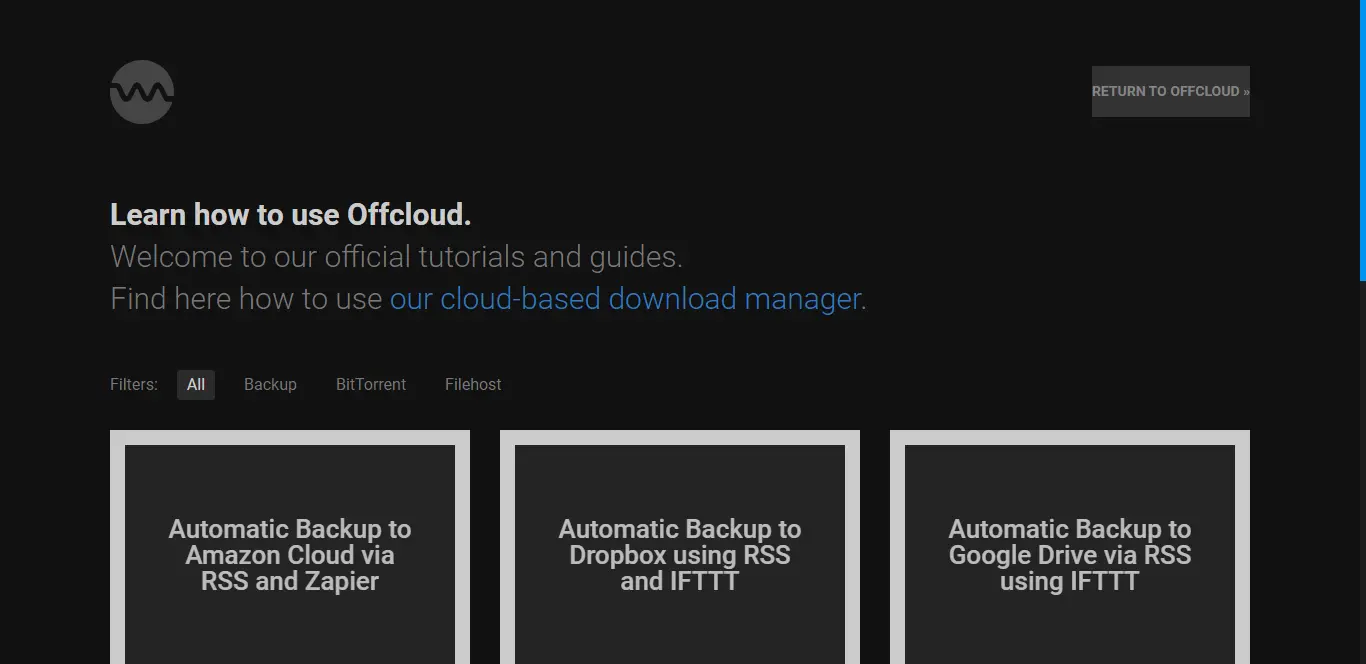 RETURN TO OFFCLOUD »
Learn how to use Offcloud.
Welcome to our official tutorials and guides.
Find here how to use our cloud-based download manager.
Filters: All Backup BitTorrent Filehost
Automatic Backup to
Amazon Cloud via
RSS and Zapier
Automatic Backup to
Dropbox using RSS
and IFTTT
Automatic Backup to
Google Drive via RSS
using IFTTT